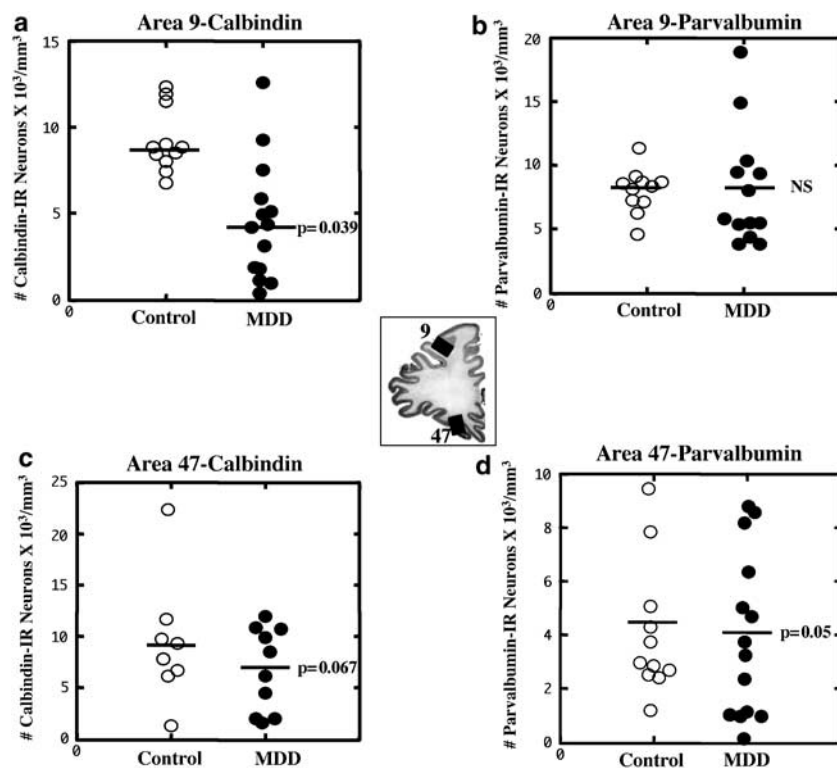 a
Area 9-Calbindin
# Calbindin-IR Neurons X 10³/mm³
15
10
5
0
0
p=0.039
Control
MDD
b
Area 9-Parvalbumin
# Parvalbumin-IR Neurons X 10³/mm³
20
15
10
5
0
0
NS
Control
MDD
9
47
c
Area 47-Calbindin
# Calbindin-IR Neurons X 10³/mm³
25
20
15
10
5
0
0
p=0.067
Control
MDD
d
Area 47-Parvalbumin
# Parvalbumin-IR Neurons X 10³/mm³
10
8
6
4
2
0
0
p=0.05
Control
MDD